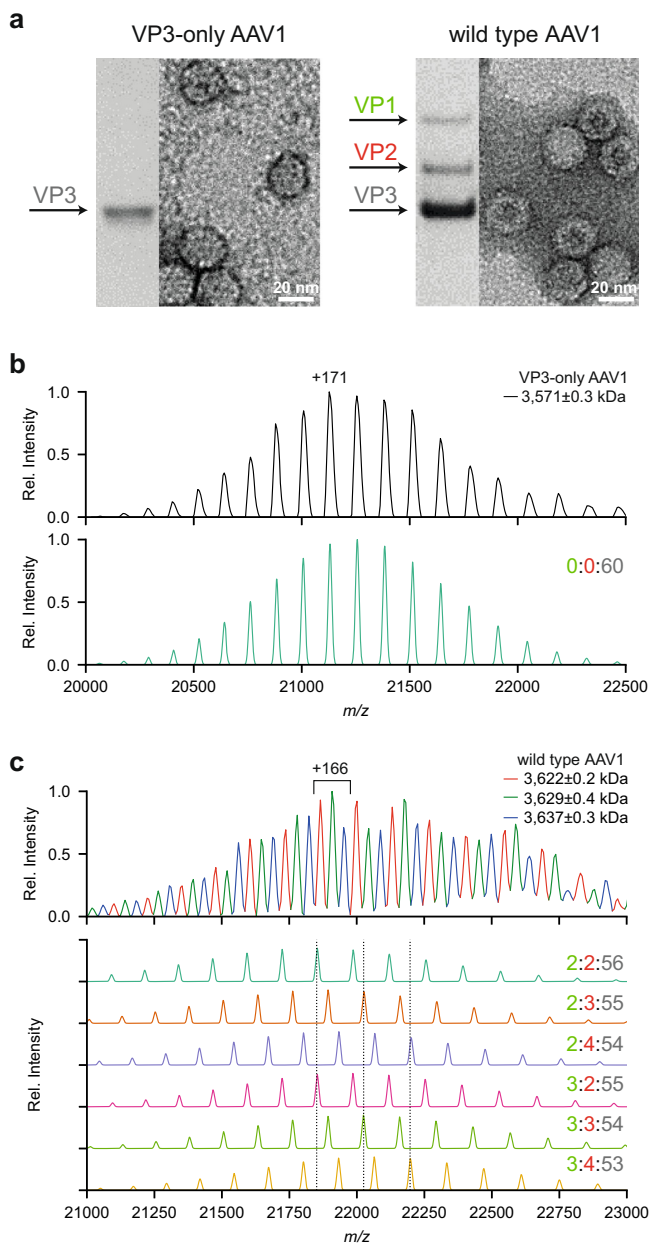 a
VP3-only AAV1
wild type AAV1
VP3
20 nm
VP1
VP2
VP3
20 nm
b
+171
VP3-only AAV1
3,571±0.3 kDa
Rel. Intensity
1.0
0.5
0.0
0:0:60
Rel. Intensity
1.0
0.5
0.0
20000 20500 21000 21500 22000 22500
m/z
c
+166
wild type AAV1
3,622±0.2 kDa
3,629±0.4 kDa
3,637±0.3 kDa
Rel. Intensity
1.0
0.5
0.0
Rel. Intensity
2:2:56
2:3:55
2:4:54
3:2:55
3:3:54
3:4:53
21000 21250 21500 21750 22000 22250 22500 22750 23000
m/z